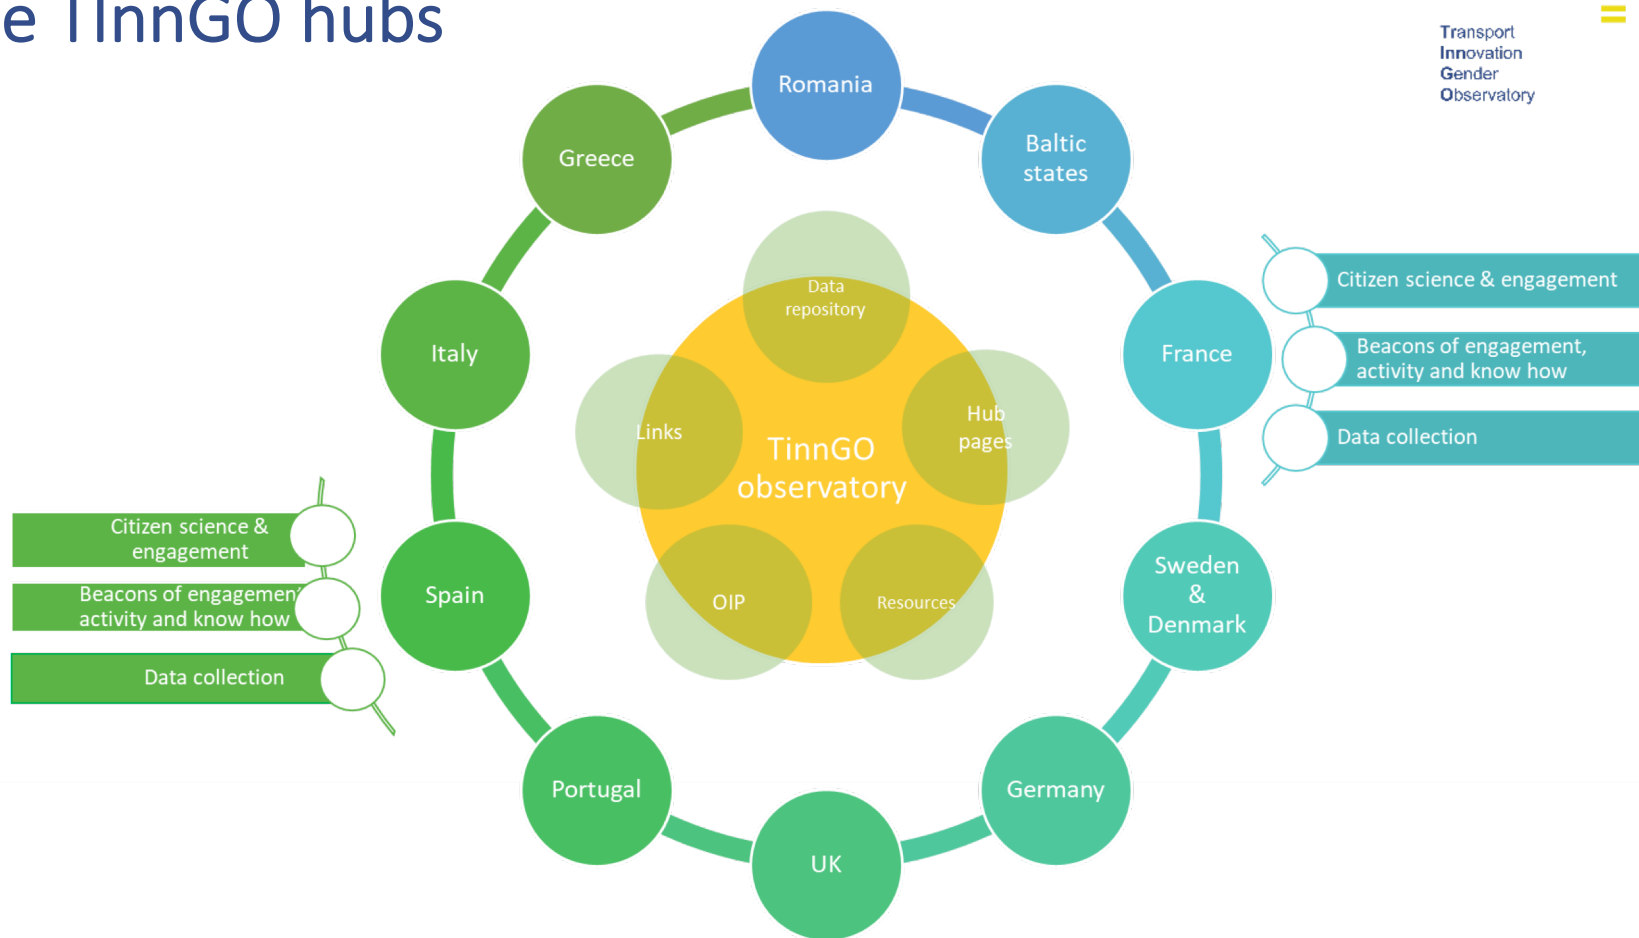 e TInnGO hubs
Transport
Innovation
Gender
Observatory
Romania
Greece
Baltic
states
Italy
France
Citizen science & engagement
Beacons of engagement,
activity and know how
Data collection
Data
repository
Links
Hub
pages
TinnGO
observatory
OIP
Resources
Citizen science &
engagement
Beacons of engagement
activity and know how
Data collection
Spain
Sweden
&
Denmark
Portugal
Germany
UK